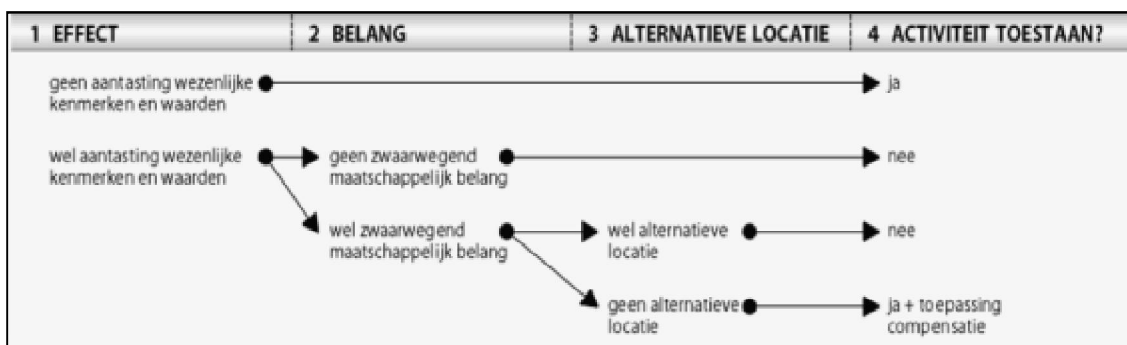 1 EFFECT 2 BELANG 3 ALTERNATIEVE LOCATIE 4 ACTIVITEIT TOESTAAN?
geen aantasting wezenlijke
kenmerken en waarden
ja
wel aantasting wezenlijke
kenmerken en waarden
geen zwaarwegend
maatschappelijk belang
nee
wel zwaarwegend
maatschappelijk belang
wel alternatieve
locatie
nee
geen alternatieve
locatie
ja + toepassing
compensatie